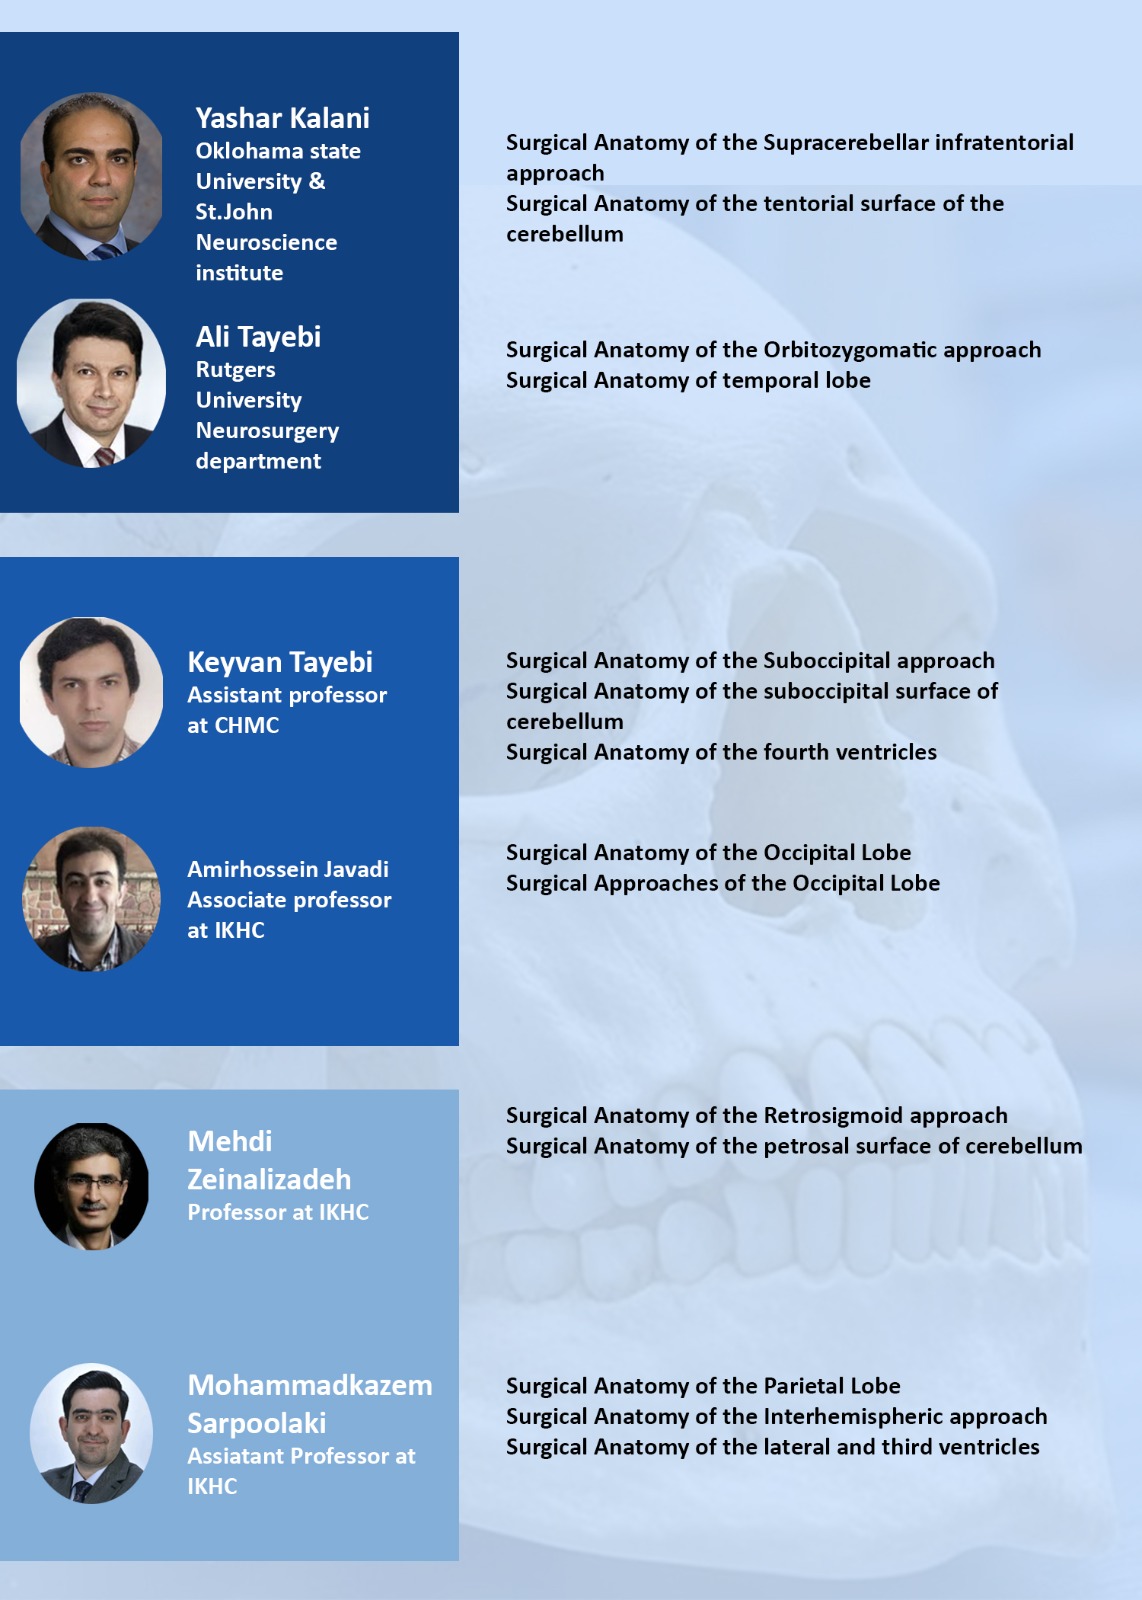 Yashar Kalani
Oklohama state
University &
St.John
Neuroscience
institute
Surgical Anatomy of the Supracerebellar infratentorial
approach
Surgical Anatomy of the tentorial surface of the
cerebellum
Ali Tayebi
Rutgers
University
Neurosurgery
department
Surgical Anatomy of the Orbitozygomatic approach
Surgical Anatomy of temporal lobe
Keyvan Tayebi
Assistant professor
at CHMC
Surgical Anatomy of the Suboccipital approach
Surgical Anatomy of the suboccipital surface of
cerebellum
Surgical Anatomy of the fourth ventricles
Amirhossein Javadi
Associate professor
at IKHC
Surgical Anatomy of the Occipital Lobe
Surgical Approaches of the Occipital Lobe
Mehdi
Zeinalizadeh
Professor at IKHC
Surgical Anatomy of the Retrosigmoid approach
Surgical Anatomy of the petrosal surface of cerebellum
Mohammadkazem
Sarpoolaki
Assiatant Professor at
IKHC
Surgical Anatomy of the Parietal Lobe
Surgical Anatomy of the Interhemispheric approach
Surgical Anatomy of the lateral and third ventricles